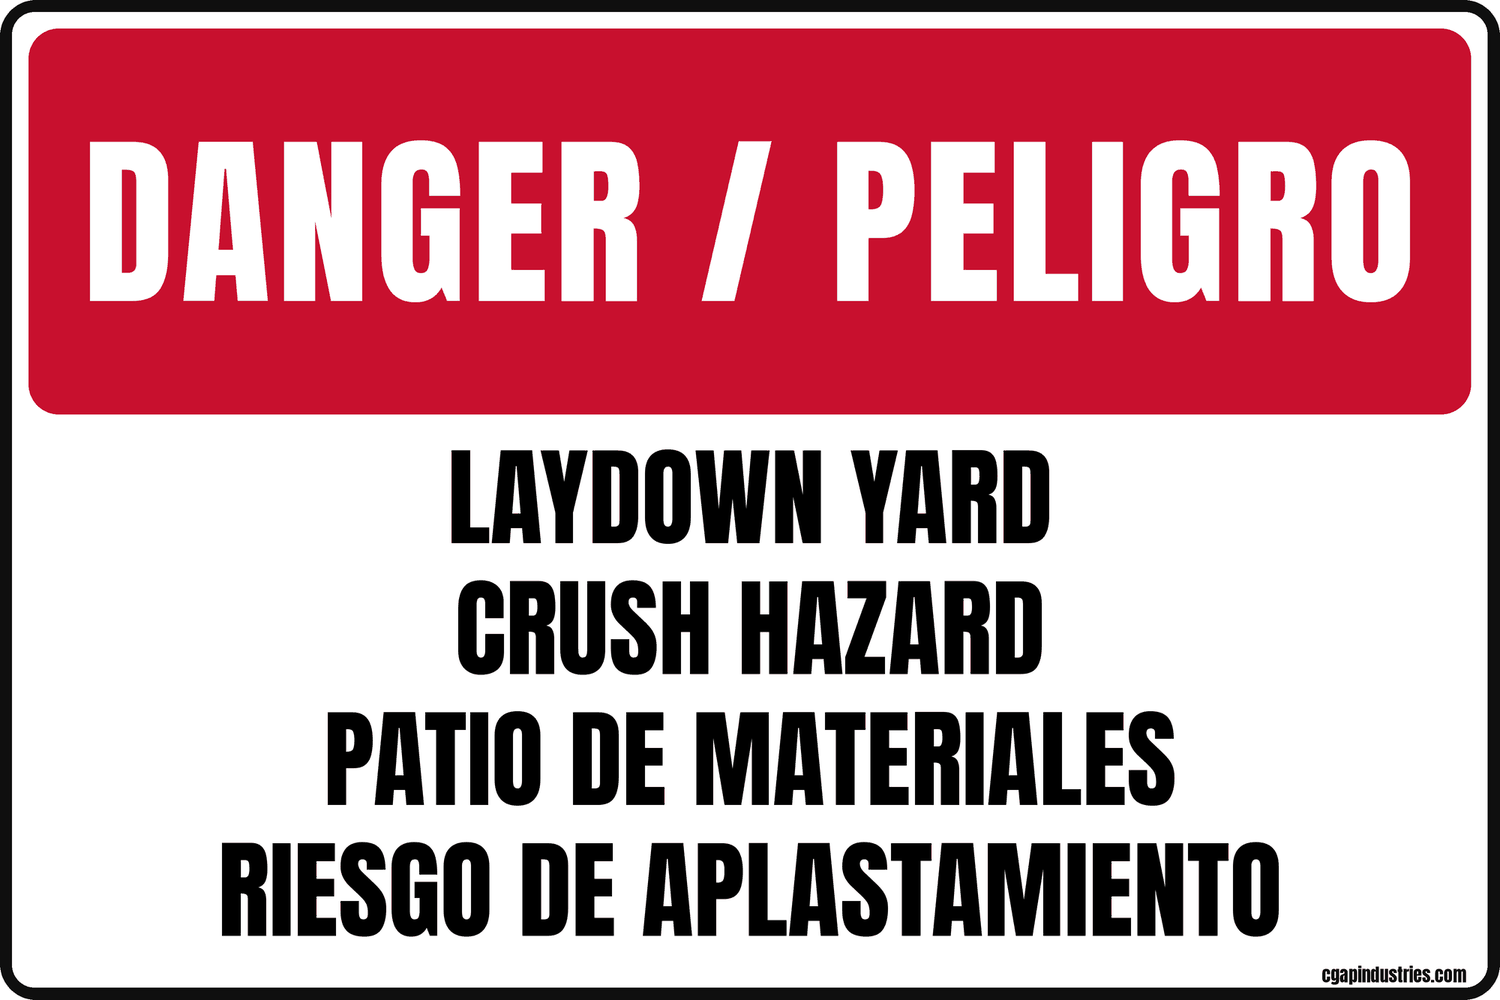 DANGER / PELIGRO
LAYDOWN YARD
CRUSH HAZARD
PATIO DE MATERIALES
RIESGO DE APLASTAMIENTO
cgapindustries.com